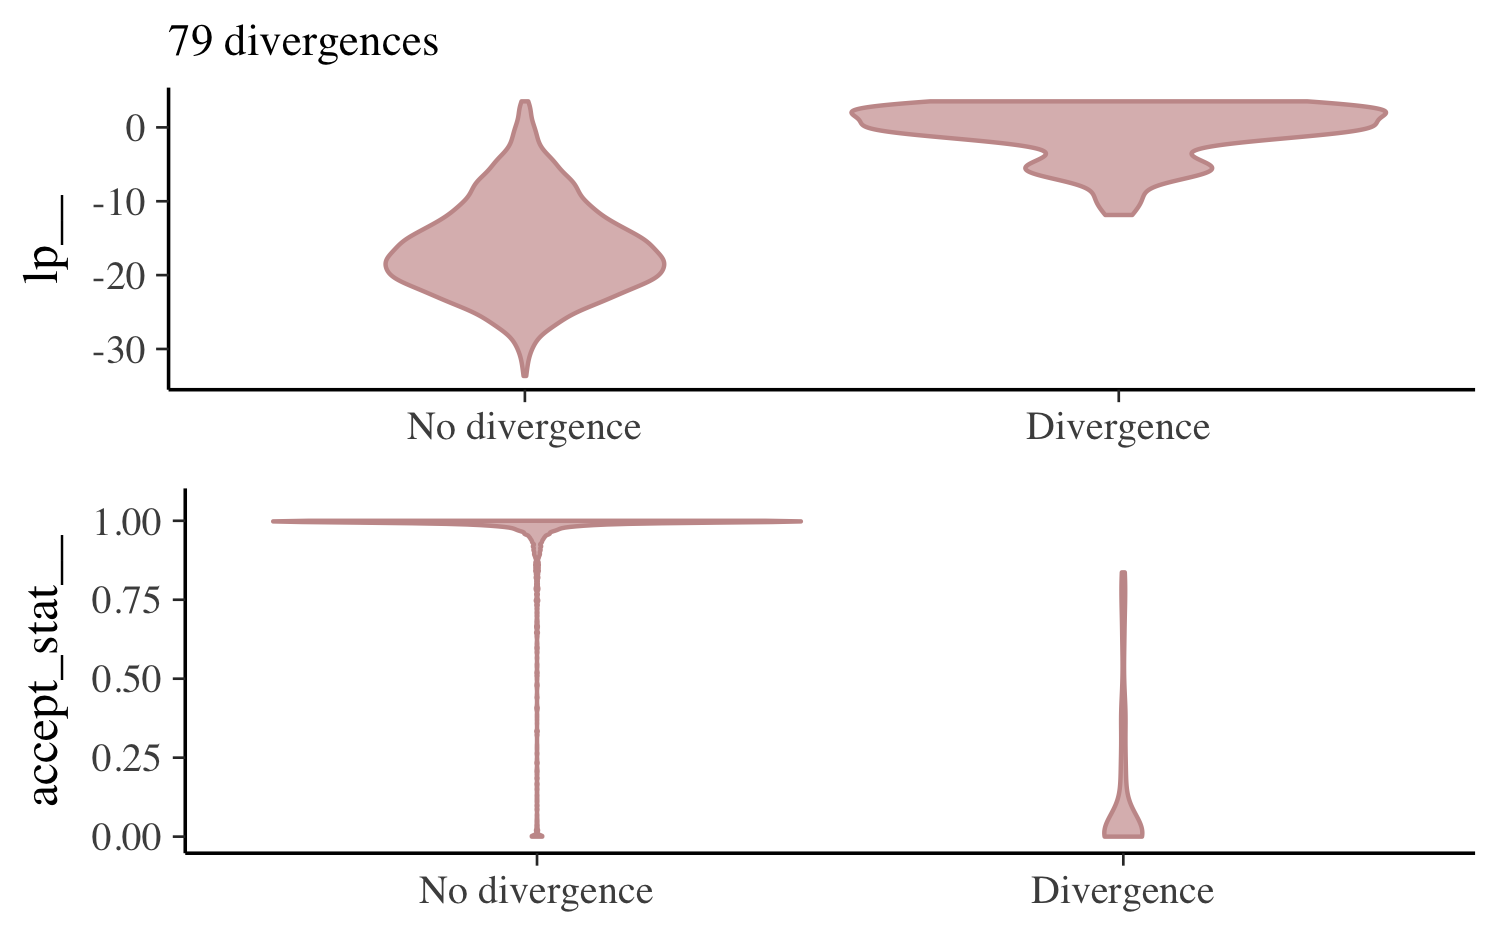 79 divergences
lp__
0
-10
-20
-30
No divergence
Divergence
accept_stat__
1.00
0.75
0.50
0.25
0.00
No divergence
Divergence